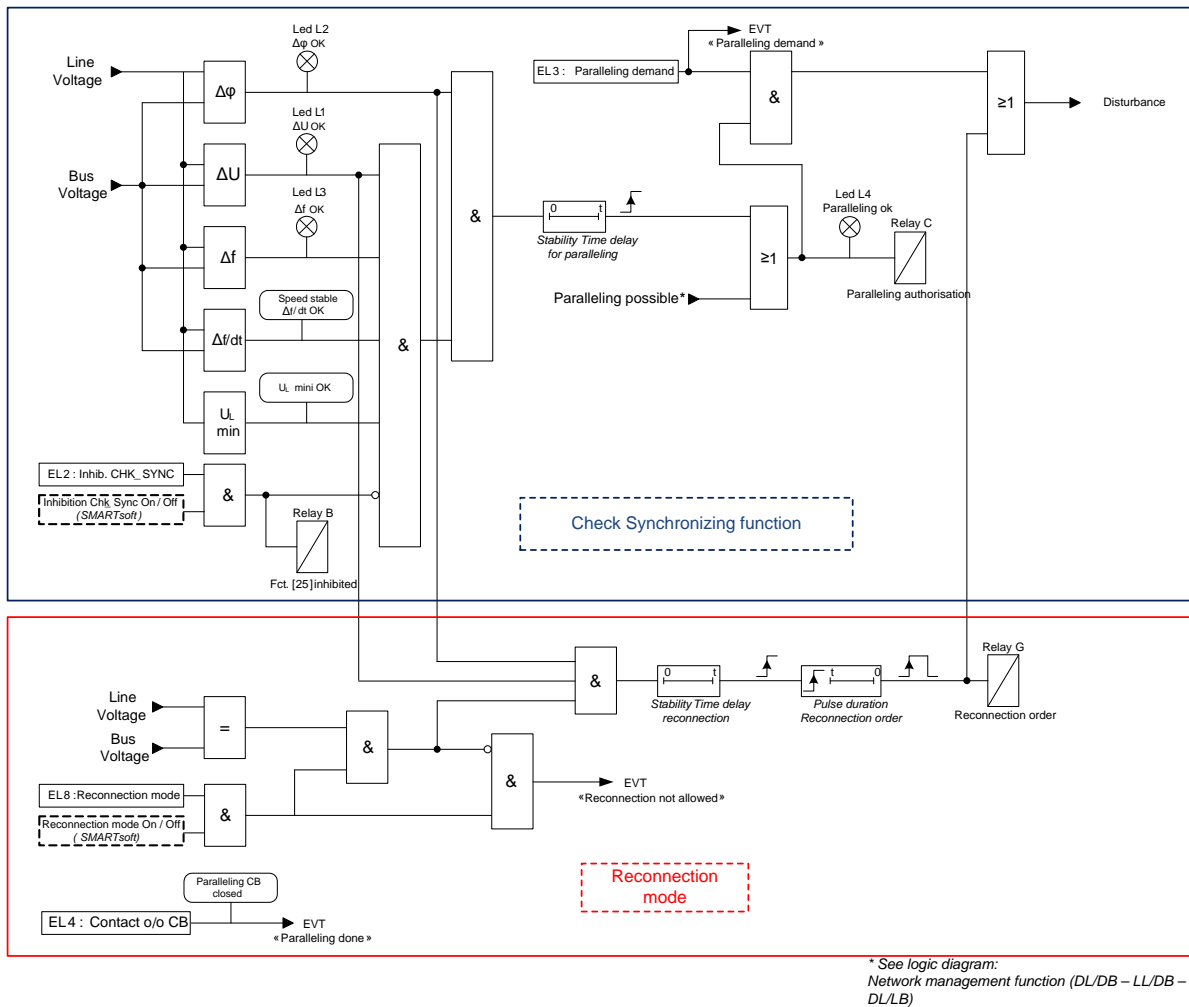 Led L2
Δφ OK
Line
Voltage
Δφ
EVT
« Paralleling demand »
EL3 : Paralleling demand
&
≥1
Disturbance
Led L1
ΔU OK
Bus
Voltage
ΔU
Led L3
Δf OK
Δf
&
0 t
Stability Time delay
for paralleling
Led L4
Paralleling ok
Relay C
≥1
Paralleling authorisation
Paralleling possible*
Speed stable
Δf/dt OK
Δf/dt
&
UL mini OK
UL
min
EL2 : Inhib. CHK_SYNC
Inhibition Chk Sync On / Off
(SMARTsoft)
&
Relay B
Fct. [25] inhibited
Check Synchronizing function
&
0 t
Stability Time delay
reconnection
t 0
Pulse duration
Reconnection order
Relay G
Reconnection order
Line
Voltage
Bus
Voltage
=
&
&
EVT
«Reconnection not allowed»
EL8 :Reconnection mode
Reconnection mode On / Off
( SMARTsoft)
&
Reconnection
mode
Paralleling CB
closed
EL4 : Contact o/o CB
EVT
«Paralleling done»
* See logic diagram:
Network management function (DL/DB – LL/DB –
DL/LB)